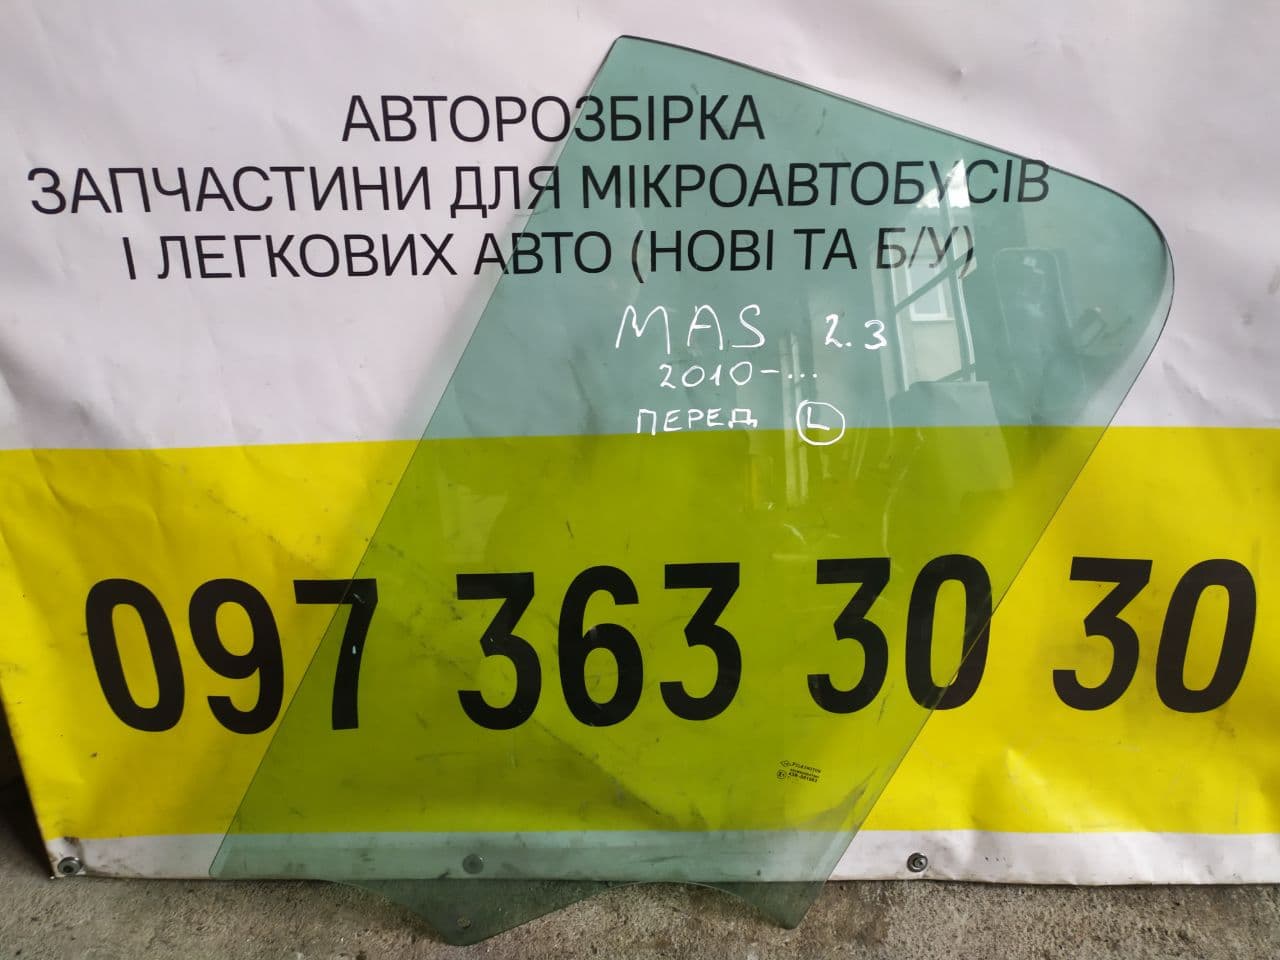 АВТОРОЗБІРКА
ЗАПЧАСТИНИ ДЛЯ МІКРОАВТОБУСІВ
І ЛЕГКОВИХ АВТО (НОВІ ТА Б/У)
MAS 2.3
2010-...
ПЕРЕД L
097 363 30 30